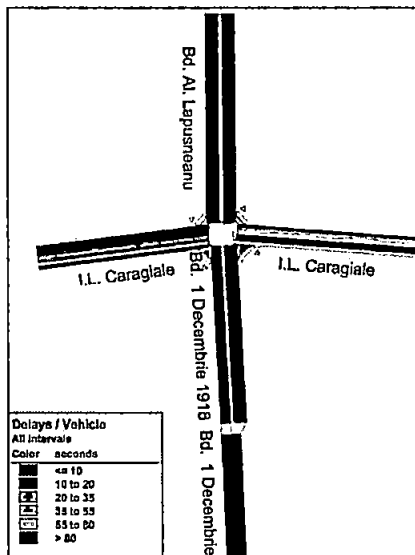 Bd. Al. Lapusneanu
I.L. Caragiale
I.L. Caragiale
Bd. 1 Decembrie 1918
Bd. 1 Decembrie
Delays / Vehicle
All Intervals
Color seconds
<= 10
10 to 20
20 to 35
35 to 55
55 to 80
> 80